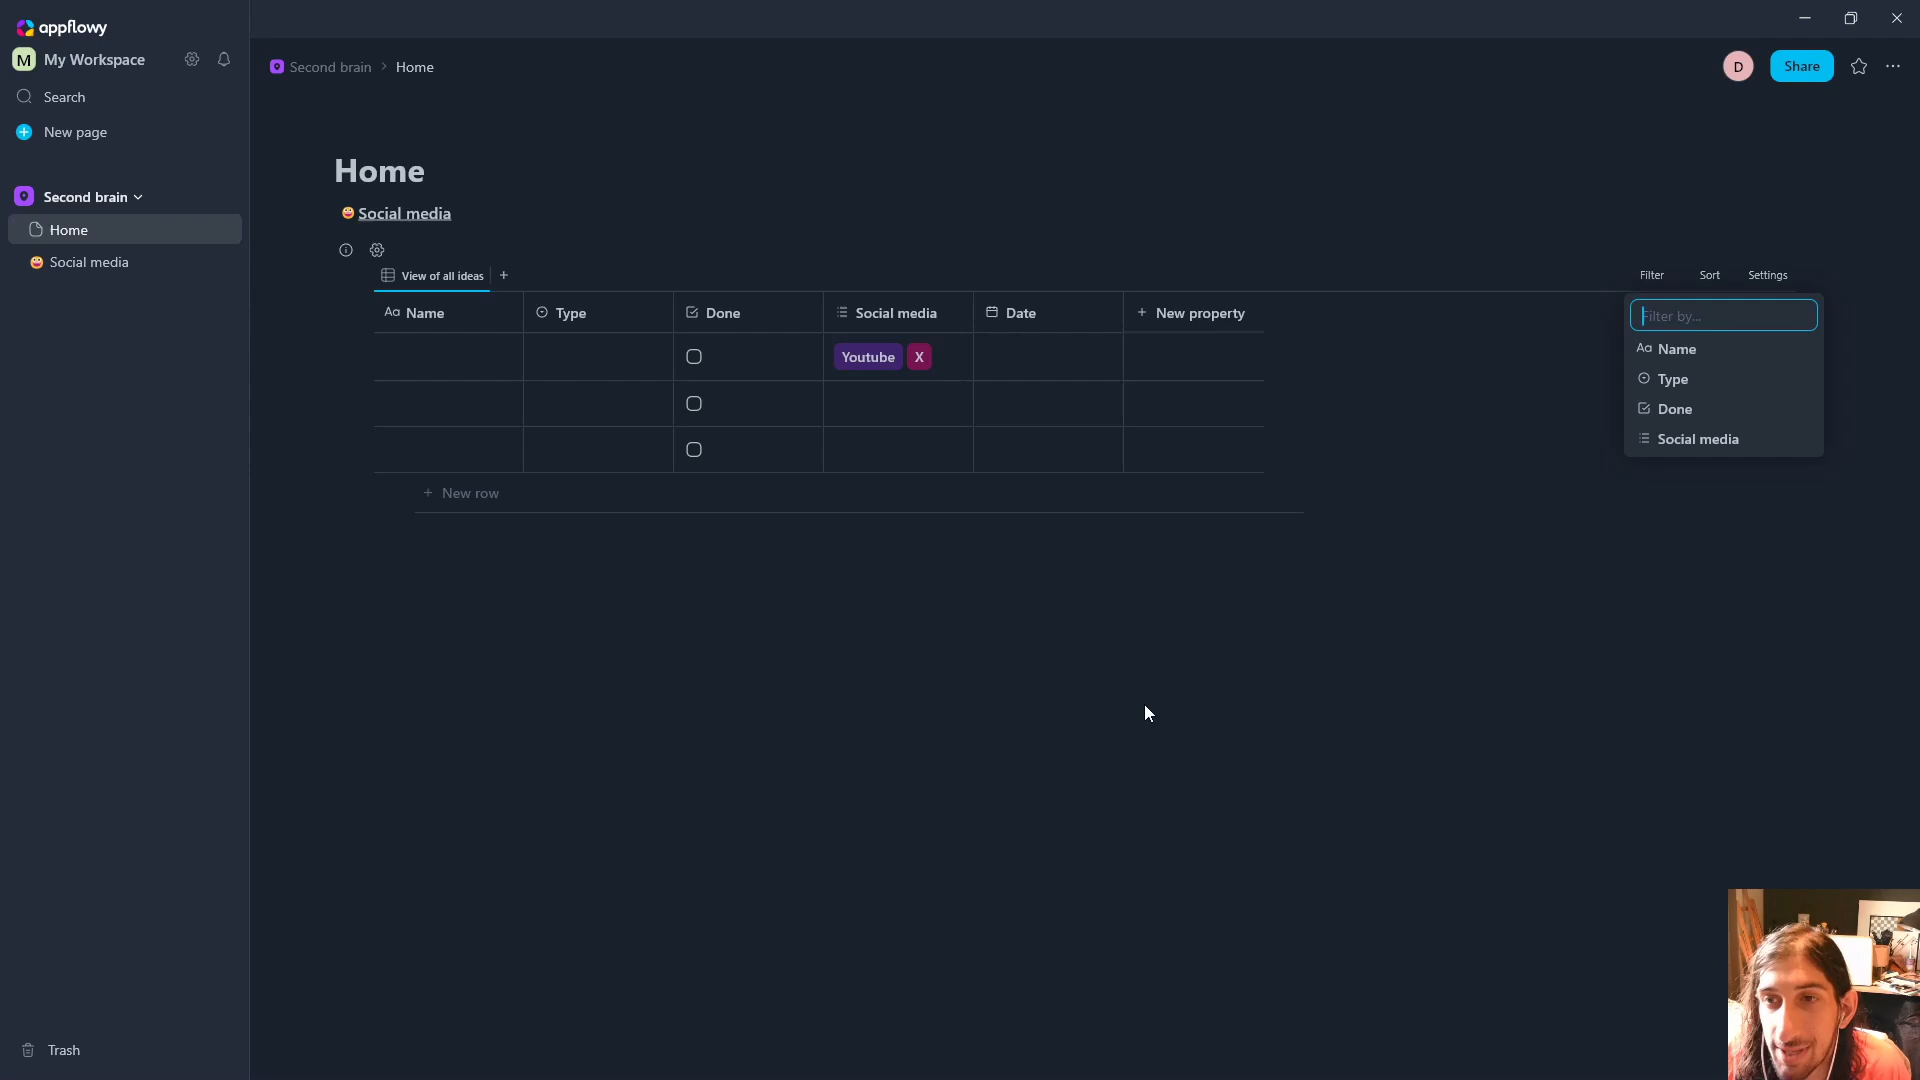 appflowy
M My Workspace
Search
New page
Second brain
Home
Social media
Trash
Second brain > Home
D Share
Home
Social media
View of all ideas +
Filter Sort Settings
Aa Name Type Done Social media Date + New property
Youtube X
+ New row
Filter by...
Aa Name
Type
Done
Social media